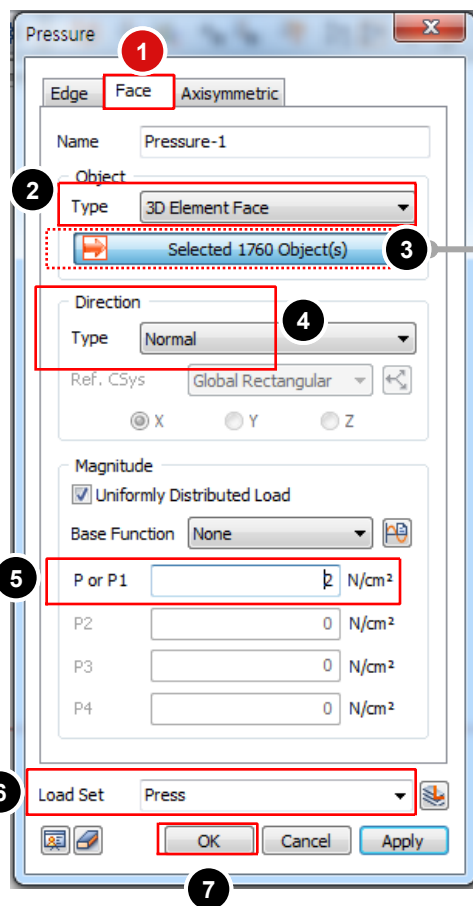 Pressure
1
Edge Face Axisymmetric
Name Pressure-1
Object
2
Type 3D Element Face
Selected 1760 Object(s) 3
Direction
4
Type Normal
Ref. CSys Global Rectangular
X Y Z
Magnitude
Uniformly Distributed Load
Base Function None
5
P or P1 2 N/cm²
P2 0 N/cm²
P3 0 N/cm²
P4 0 N/cm²
6
Load Set Press
OK Cancel Apply
7